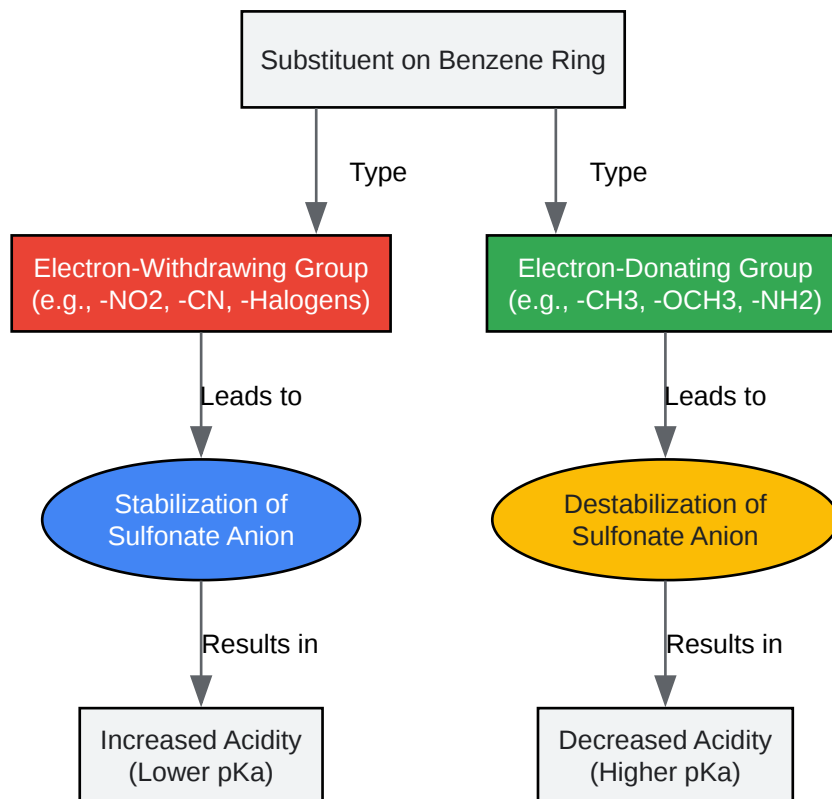 Substituent on Benzene Ring
Type
Type
Electron-Withdrawing Group
(e.g., -NO2, -CN, -Halogens)
Electron-Donating Group
(e.g., -CH3, -OCH3, -NH2)
Leads to
Leads to
Stabilization of
Sulfonate Anion
Destabilization of
Sulfonate Anion
Results in
Results in
Increased Acidity
(Lower pKa)
Decreased Acidity
(Higher pKa)